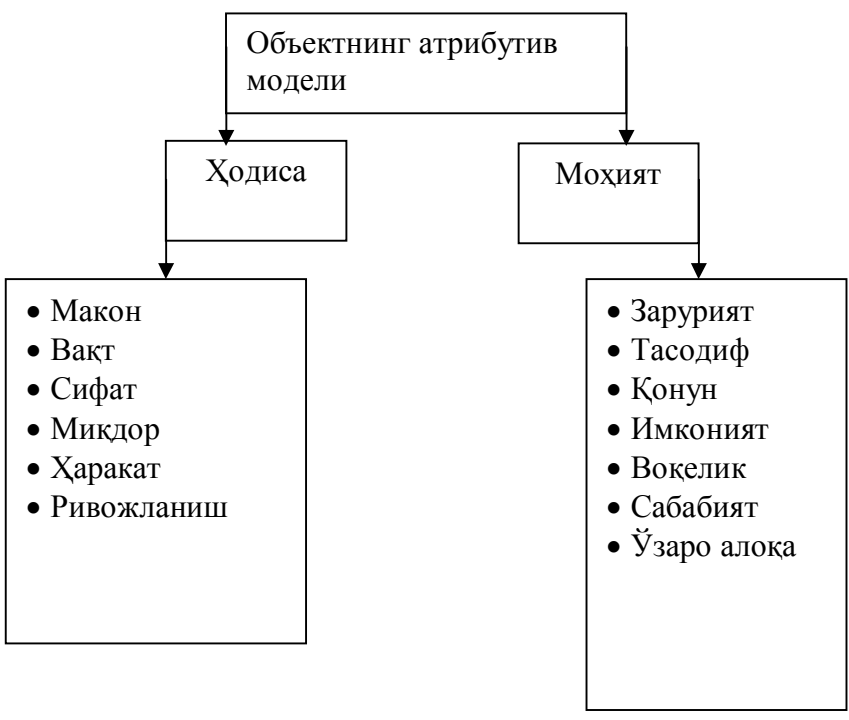 Объектнинг атрибутив
модели
Ҳодиса
Моҳият
• Макон
• Вақт
• Сифат
• Миқдор
• Ҳаракат
• Ривожланиш
• Зарурият
• Тасодиф
• Қонун
• Имконият
• Воқелик
• Сабабият
• Ўзаро алоқа